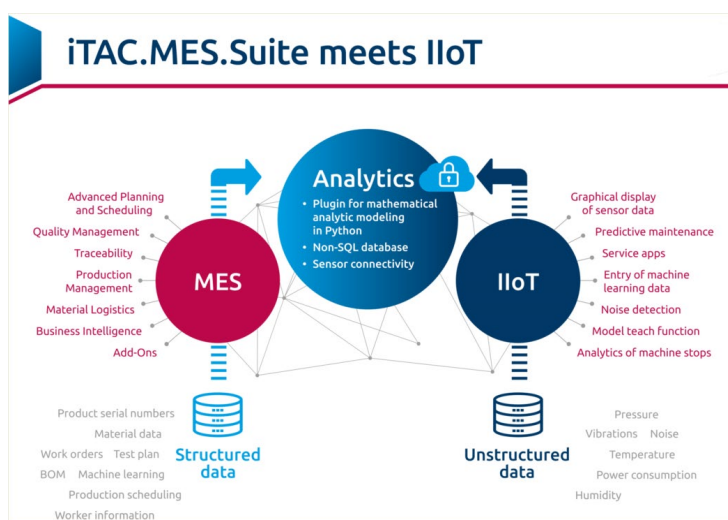 iTAC.MES.Suite meets IIoT
Analytics
• Plugin for mathematical
analytic modeling
in Python
• Non-SQL database
• Sensor connectivity
Advanced Planning
and Scheduling
Quality Management
Traceability
Production
Management
Material Logistics
Business Intelligence
Add-Ons
MES
IIoT
Graphical display
of sensor data
Predictive maintenance
Service apps
Entry of machine
learning data
Noise detection
Model teach function
Analytics of machine stops
Product serial numbers
Material data
Work orders Test plan
BOM Machine learning
Production scheduling
Worker information
Structured
data
Unstructured
data
Pressure
Vibrations Noise
Temperature
Power consumption
Humidity